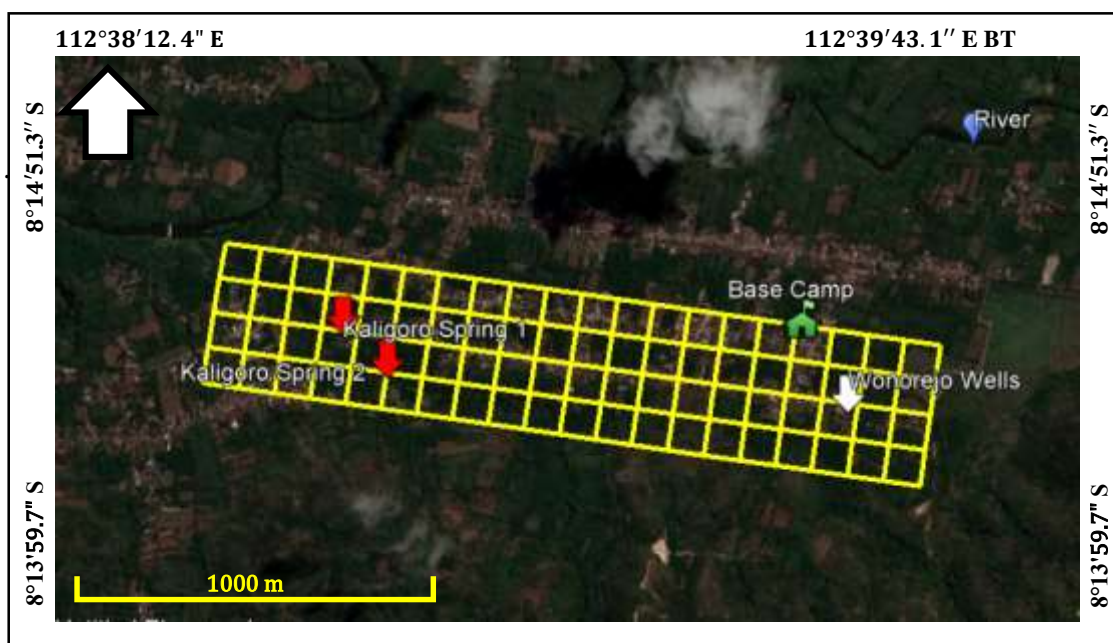 112°38′12.4" E
112°39′43.1′′ E BT
8°14′51.3′′ S
8°14′51.3′′ S
River
Base Camp
Kaligoro Spring 1
Kaligoro Spring 2
Wonorejo Wells
8°13′59.7" S
8°13′59.7" S
1000 m